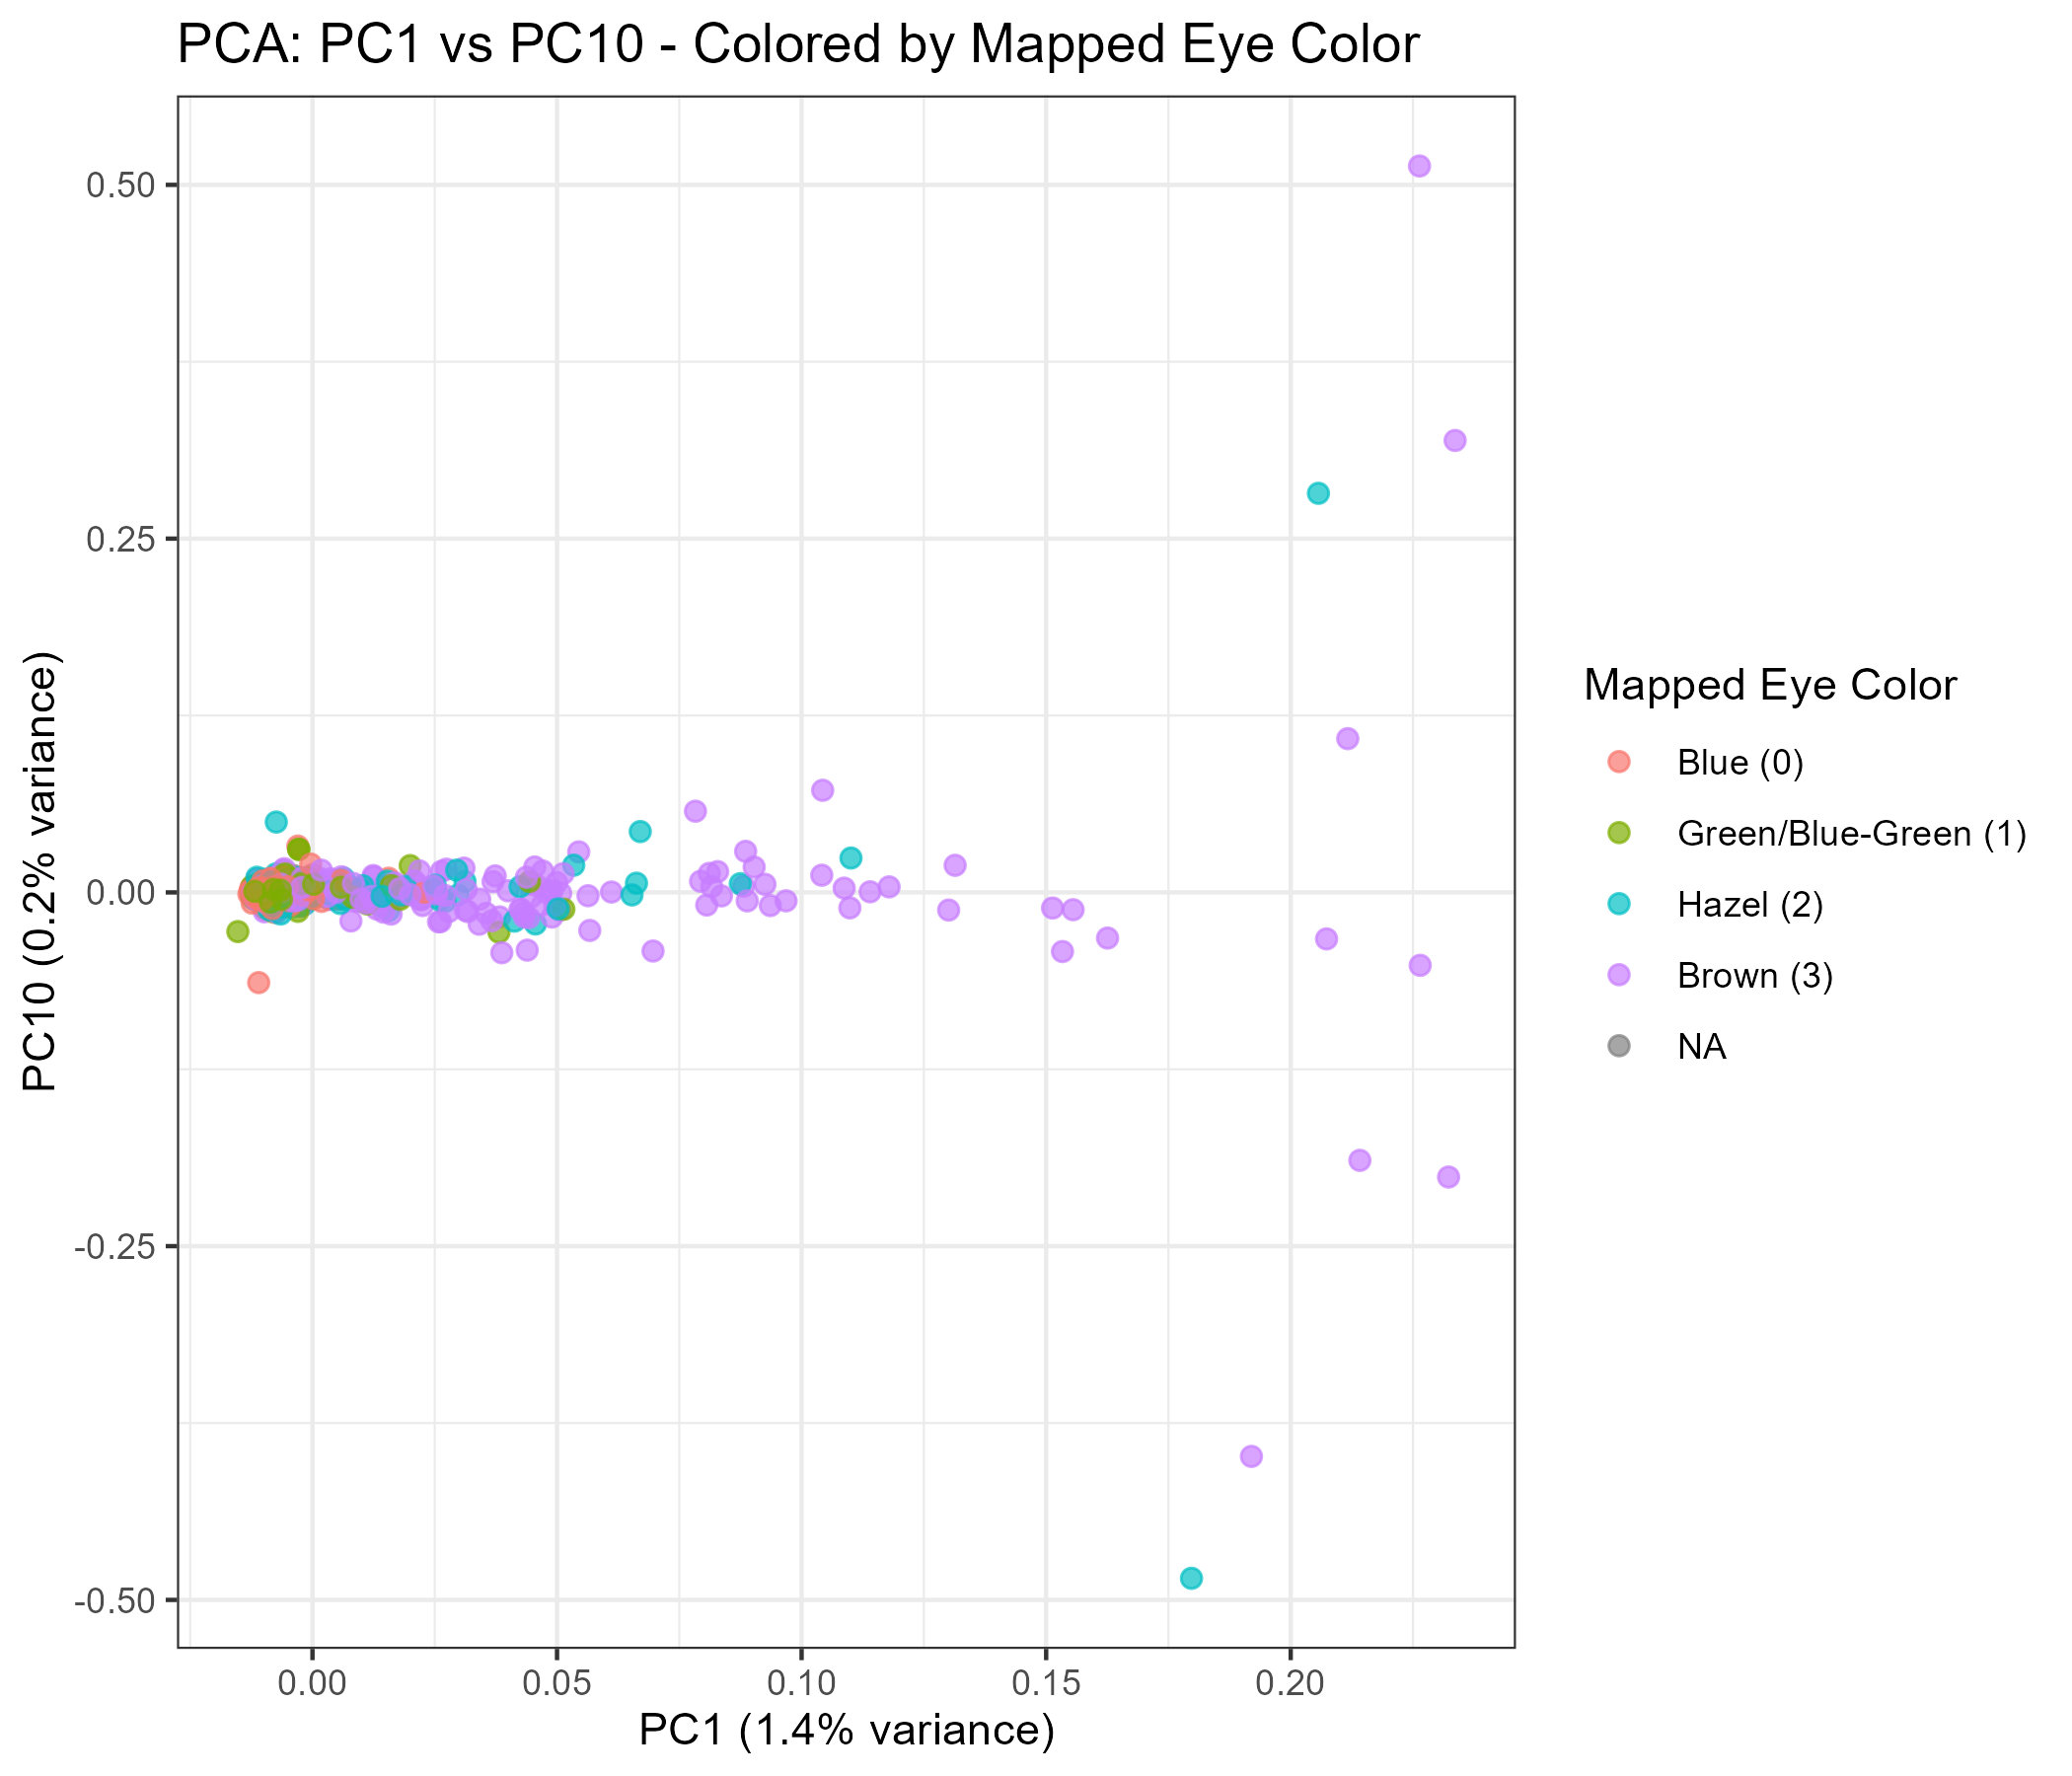 PCA: PC1 vs PC10 - Colored by Mapped Eye Color
PC10 (0.2% variance)
0.50
0.25
0.00
-0.25
-0.50
0.00
0.05
0.10
0.15
0.20
PC1 (1.4% variance)
Mapped Eye Color
Blue (0)
Green/Blue-Green (1)
Hazel (2)
Brown (3)
NA